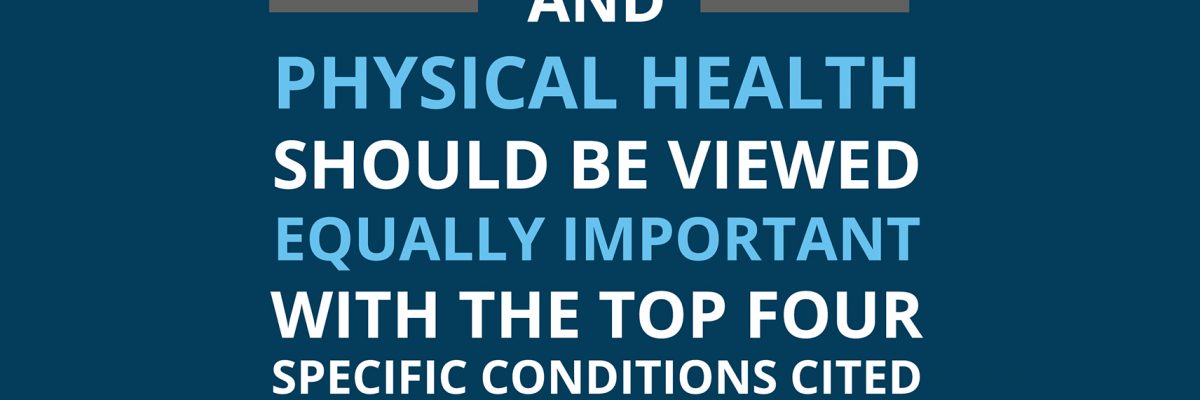 AND
PHYSICAL HEALTH
SHOULD BE VIEWED
EQUALLY IMPORTANT
WITH THE TOP FOUR
SPECIFIC CONDITIONS CITED